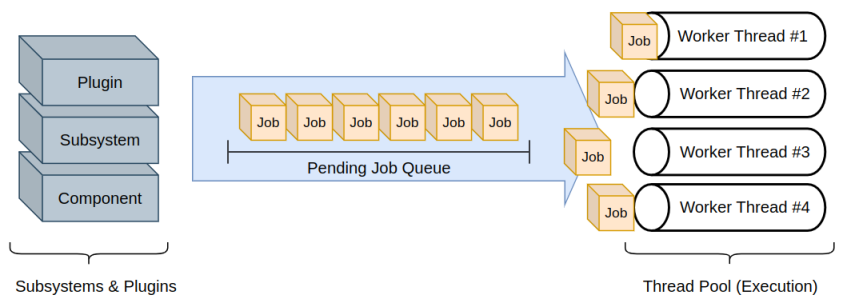 Plugin
Subsystem
Component
Subsystems & Plugins
Job
Job
Job
Job
Job
Job
Pending Job Queue
Job
Worker Thread #1
Job
Worker Thread #2
Job
Worker Thread #3
Job
Worker Thread #4
Thread Pool (Execution)